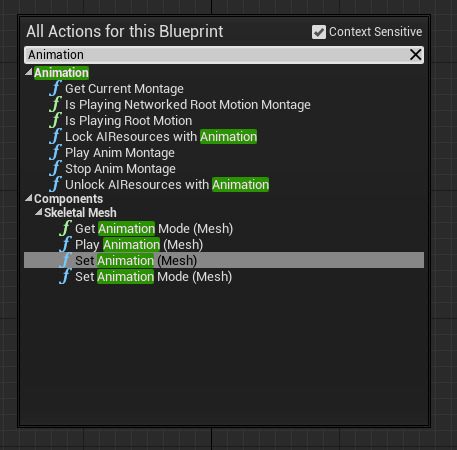 All Actions for this Blueprint
Context Sensitive
Animation
Animation
Get Current Montage
Is Playing Networked Root Motion Montage
Is Playing Root Motion
Lock AIResources with Animation
Play Anim Montage
Stop Anim Montage
Unlock AIResources with Animation
Components
Skeletal Mesh
Get Animation Mode (Mesh)
Play Animation (Mesh)
Set Animation (Mesh)
Set Animation Mode (Mesh)